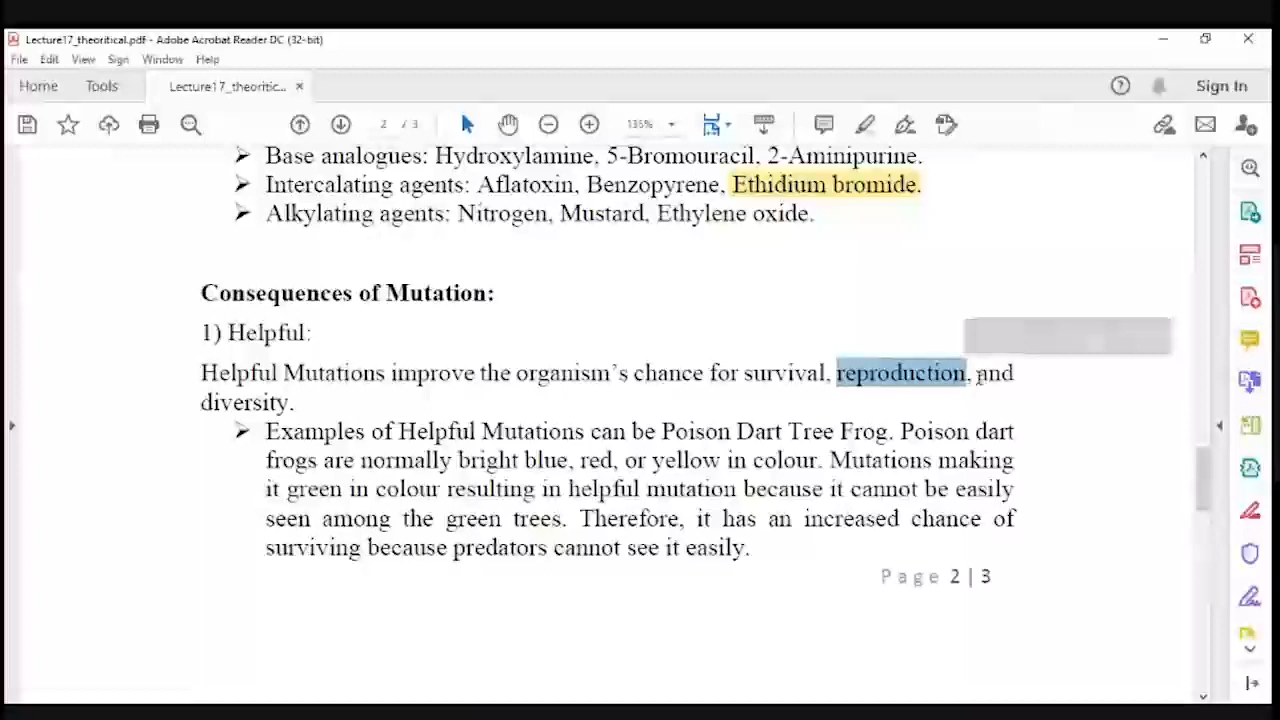 Lecture17_theoritical.pdf - Adobe Acrobat Reader DC (32-bit)
File Edit View Sign Window Help
Home Tools Lecture17_theoritic... × Sign In
2 / 3 136%
➢ Base analogues: Hydroxylamine, 5-Bromouracil, 2-Aminipurine.
➢ Intercalating agents: Aflatoxin, Benzopyrene, Ethidium bromide.
➢ Alkylating agents: Nitrogen, Mustard, Ethylene oxide.
Consequences of Mutation:
1) Helpful:
Helpful Mutations improve the organism's chance for survival, reproduction, and
diversity.
➢ Examples of Helpful Mutations can be Poison Dart Tree Frog. Poison dart
frogs are normally bright blue, red, or yellow in colour. Mutations making
it green in colour resulting in helpful mutation because it cannot be easily
seen among the green trees. Therefore, it has an increased chance of
surviving because predators cannot see it easily.
Page 2 | 3